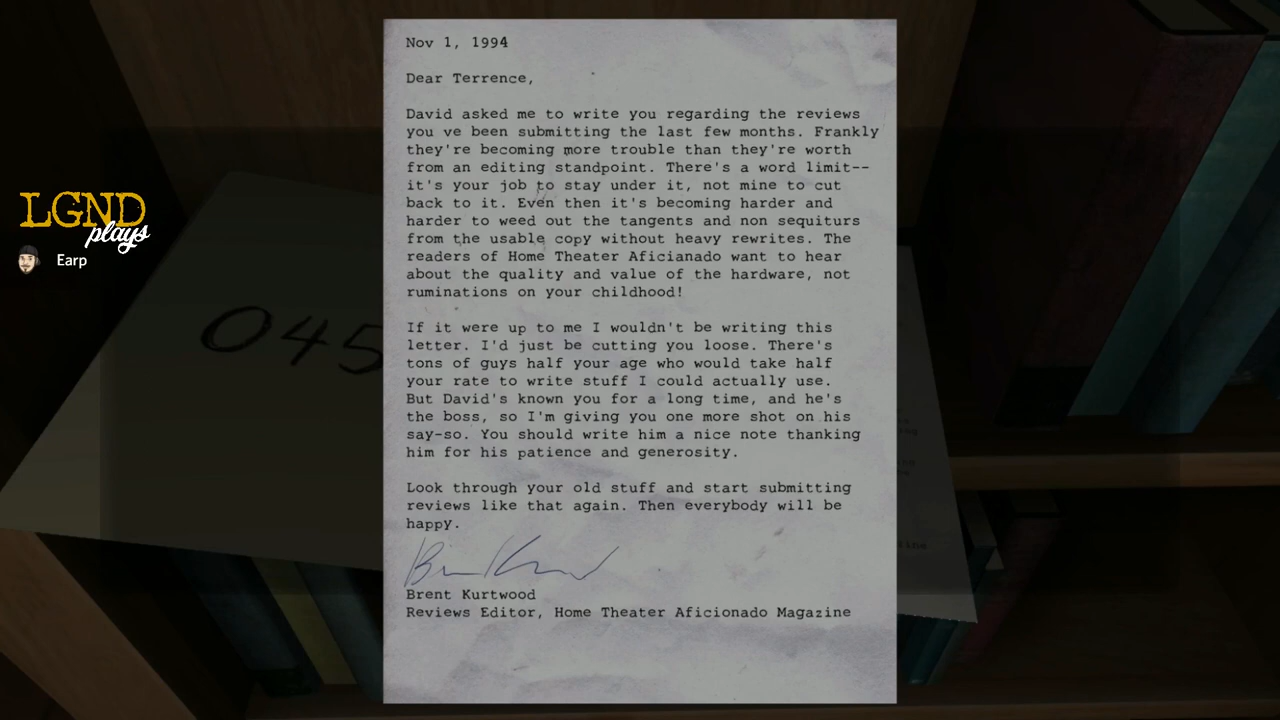 Nov 1, 1994
Dear Terrence,
David asked me to write you regarding the reviews
you ve been submitting the last few months. Frankly
they're becoming more trouble than they're worth
from an editing standpoint. There's a word limit--
it's your job to stay under it, not mine to cut
back to it. Even then it's becoming harder and
harder to weed out the tangents and non sequiturs
from the usable copy without heavy rewrites. The
readers of Home Theater Aficianado want to hear
about the quality and value of the hardware, not
ruminations on your childhood!
If it were up to me I wouldn't be writing this
letter. I'd just be cutting you loose. There's
tons of guys half your age who would take half
your rate to write stuff I could actually use.
But David's known you for a long time, and he's
the boss, so I'm giving you one more shot on his
say-so. You should write him a nice note thanking
him for his patience and generosity.
Look through your old stuff and start submitting
reviews like that again. Then everybody will be
happy.
Brent Kurtwood
Reviews Editor, Home Theater Aficionado Magazine
LGND
plays
Earp
045